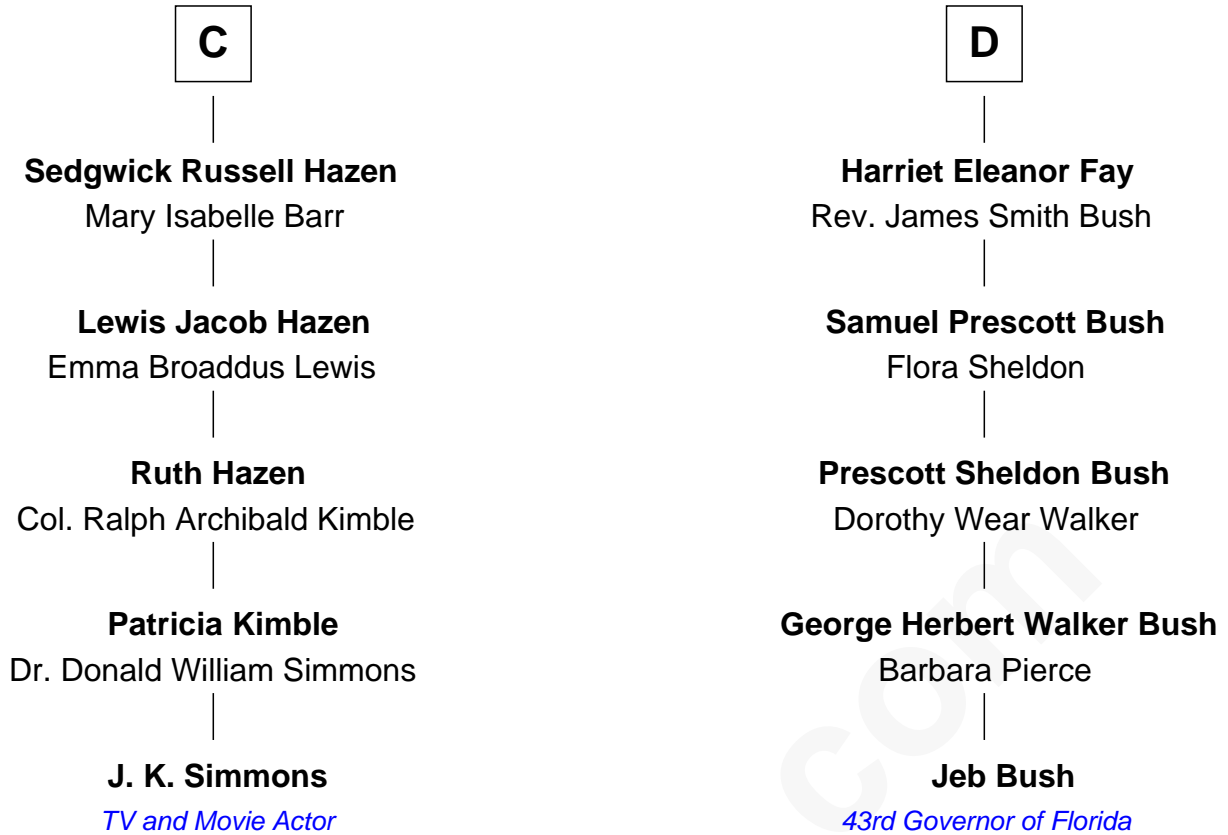 C
Sedgwick Russell Hazen
Mary Isabelle Barr
Lewis Jacob Hazen
Emma Broaddus Lewis
Ruth Hazen
Col. Ralph Archibald Kimble
Patricia Kimble
Dr. Donald William Simmons
J. K. Simmons
TV and Movie Actor
D
Harriet Eleanor Fay
Rev. James Smith Bush
Samuel Prescott Bush
Flora Sheldon
Prescott Sheldon Bush
Dorothy Wear Walker
George Herbert Walker Bush
Barbara Pierce
Jeb Bush
43rd Governor of Florida
com